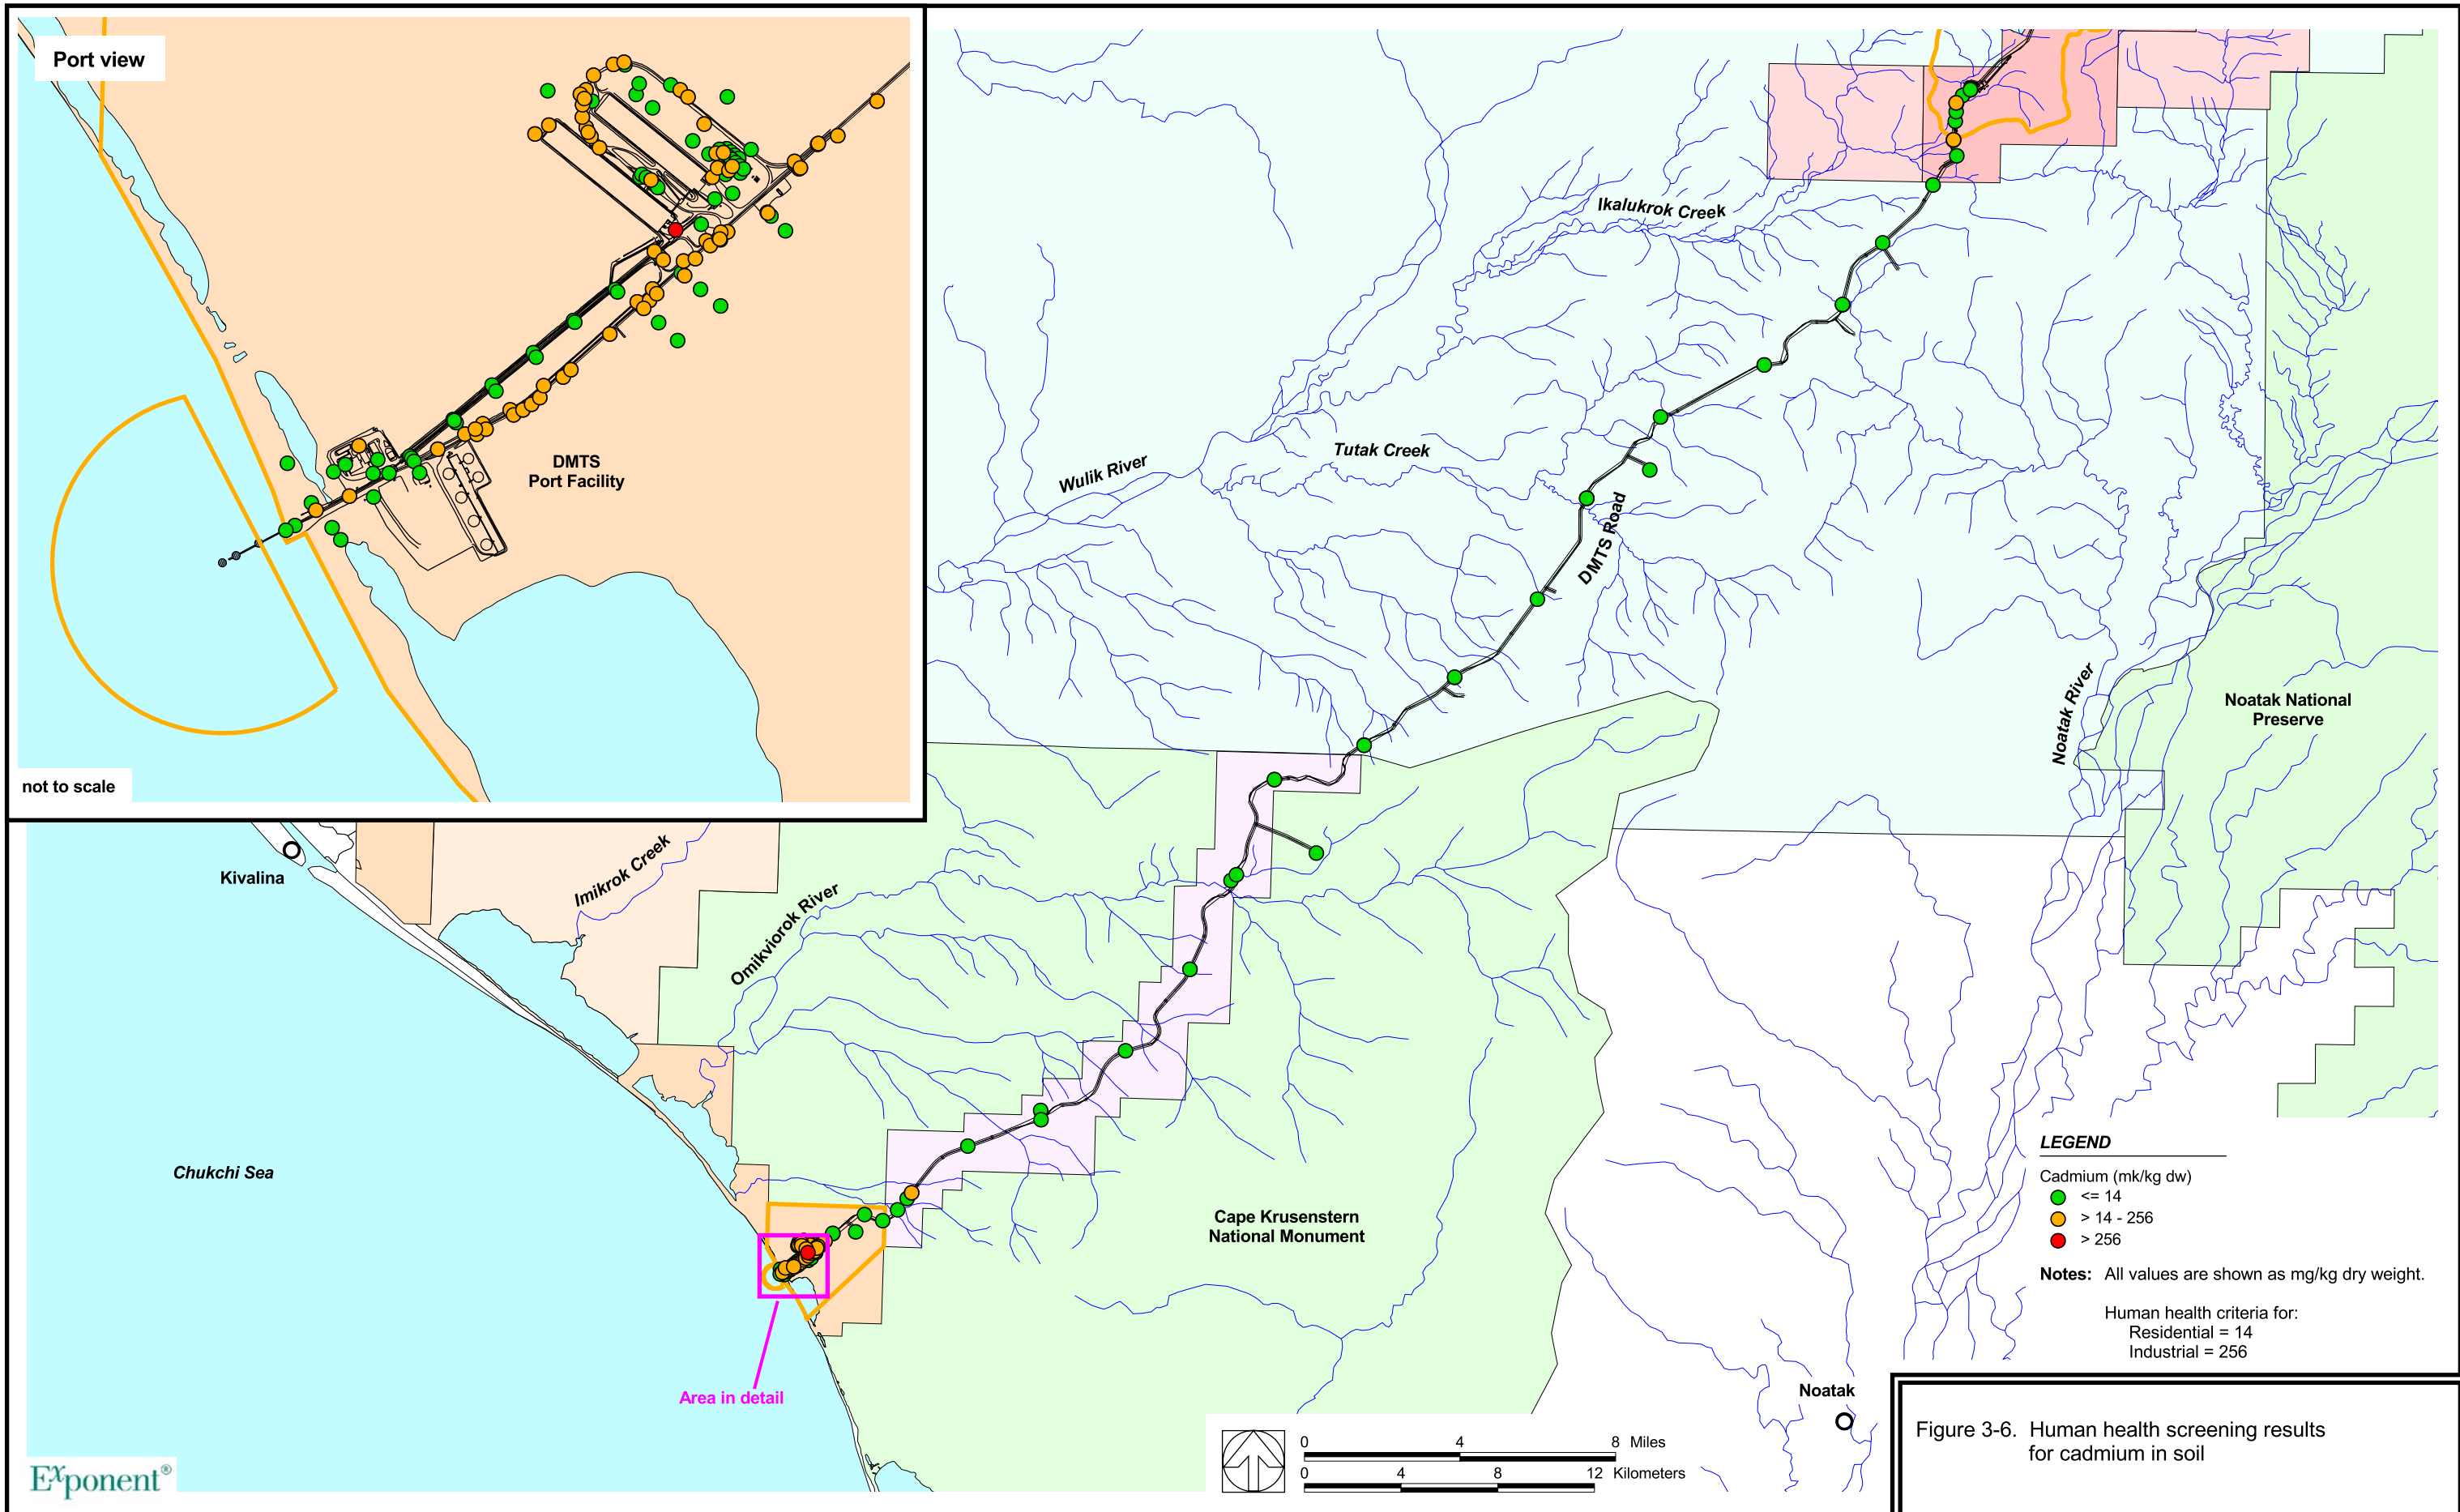 Port view
DMTS
Port Facility
not to scale
Ikalukrok Creek
Tutak Creek
Wulik River
DMTS Road
Noatak River
Noatak National
Preserve
Kivalina
Imikrok Creek
Omikviorok River
Chukchi Sea
Cape Krusenstern
National Monument
Area in detail
Noatak
LEGEND
Cadmium (mk/kg dw)
<= 14
> 14 - 256
> 256
Notes: All values are shown as mg/kg dry weight.
Human health criteria for:
Residential = 14
Industrial = 256
0 4 8 Miles
0 4 8 12 Kilometers
Exponent®
Figure 3-6. Human health screening results
for cadmium in soil